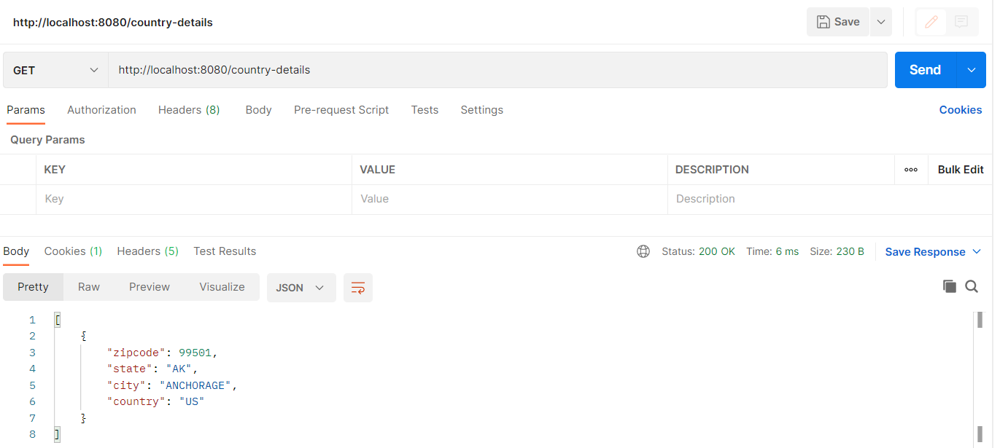 http://localhost:8080/country-details
Save
GET http://localhost:8080/country-details Send
Params Authorization Headers (8) Body Pre-request Script Tests Settings Cookies
Query Params
KEY VALUE DESCRIPTION ooo Bulk Edit
Key Value Description
Body Cookies (1) Headers (5) Test Results Status: 200 OK Time: 6 ms Size: 230 B Save Response
Pretty Raw Preview Visualize JSON
1 [
2 {
3 "zipcode": 99501,
4 "state": "AK",
5 "city": "ANCHORAGE",
6 "country": "US"
7 }
8 ]